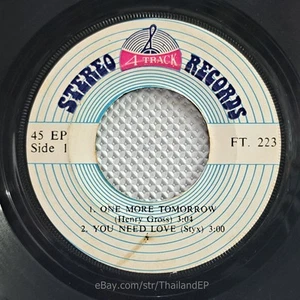 STEREO RECORDS
4 TRACK
45 EP
Side 1
FT. 223
1. ONE MORE TOMORROW
(Henry Gross) 3:04
2. YOU NEED LOVE (Styx) 3:00
eBay.com/str/ThailandEP